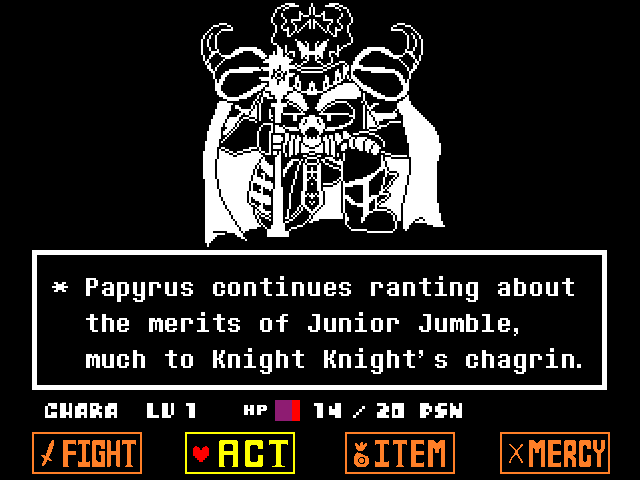 * Papyrus continues ranting about
the merits of Junior Jumble,
much to Knight Knight's chagrin.
CHARA LV 1 HP 14 / 20 PSN
FIGHT ACT ITEM MERCY